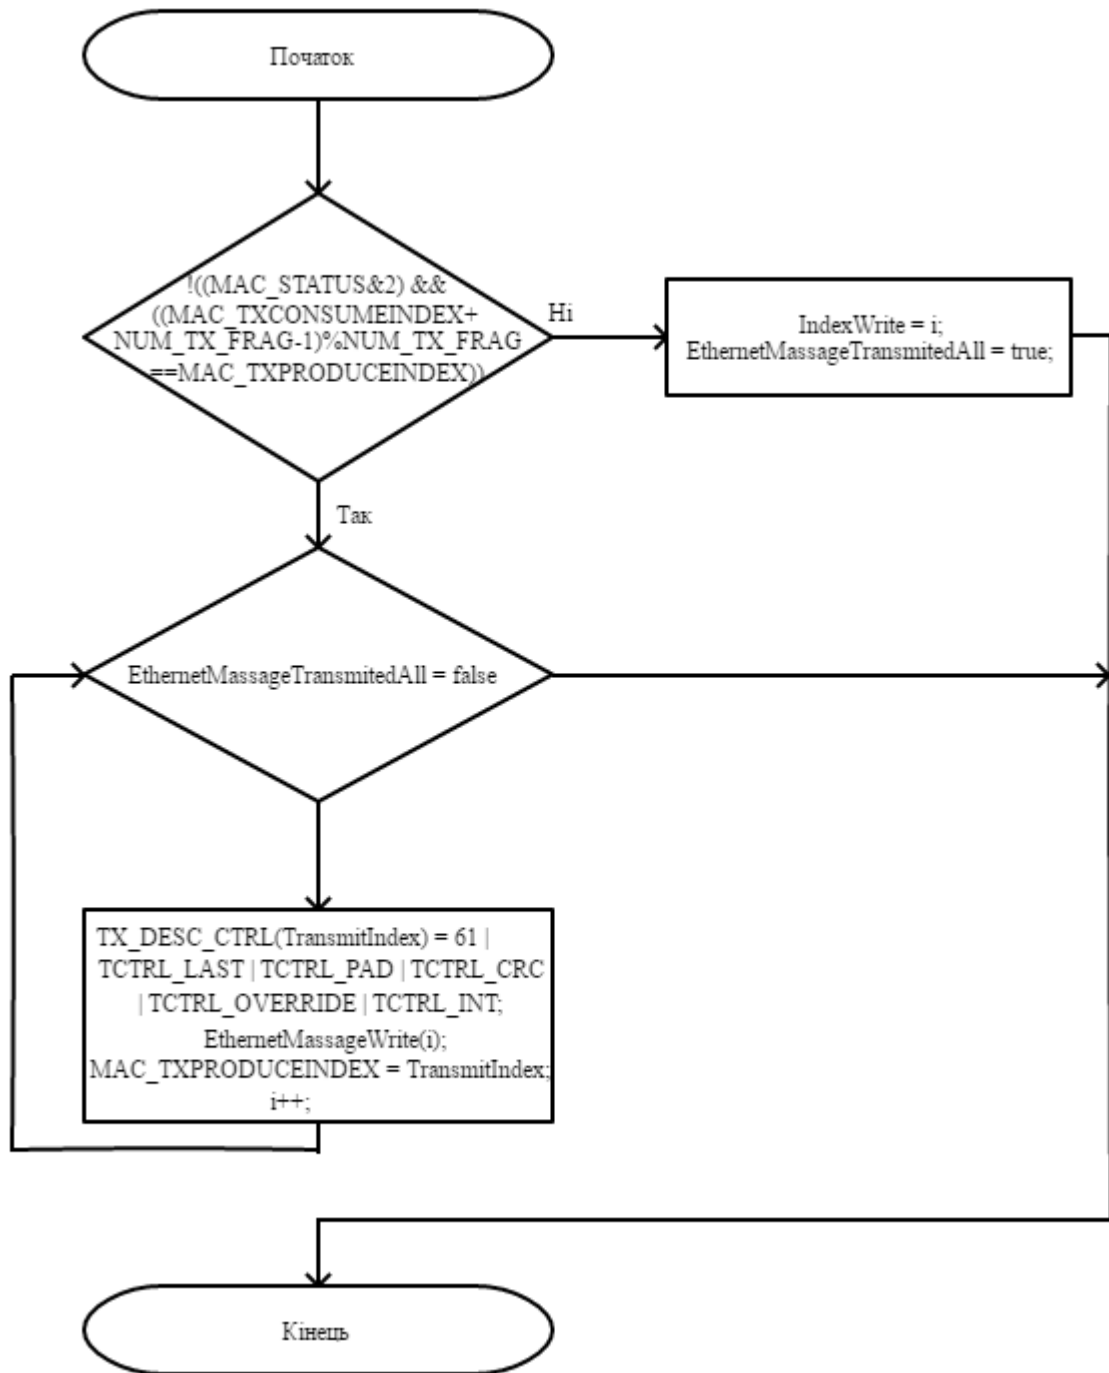 Початок
!((MAC_STATUS&2) &&
((MAC_TXCONSUMEINDEX+
NUM_TX_FRAG-1)%NUM_TX_FRAG
==MAC_TXPRODUCEINDEX))
Ні
IndexWrite = i;
EthernetMassageTransmitedAll = true;
Так
EthernetMassageTransmitedAll = false
TX_DESC_CTRL(TransmitIndex) = 61 |
TCTRL_LAST | TCTRL_PAD | TCTRL_CRC
| TCTRL_OVERRIDE | TCTRL_INT;
EthernetMassageWrite(i);
MAC_TXPRODUCEINDEX = TransmitIndex;
i++;
Кінець